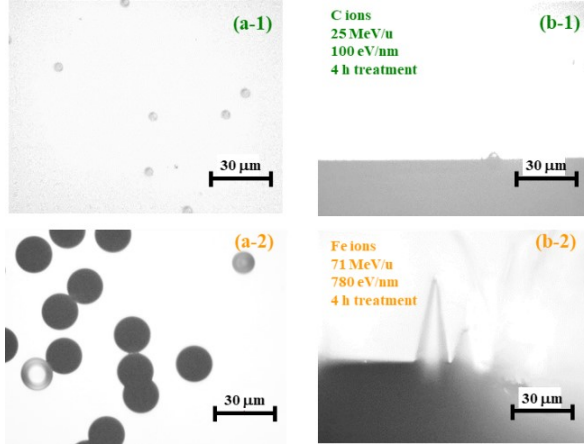 (a-1)
30 μm
C ions
25 MeV/u
100 eV/nm
4 h treatment
(b-1)
30 μm
(a-2)
30 μm
Fe ions
71 MeV/u
780 eV/nm
4 h treatment
(b-2)
30 μm